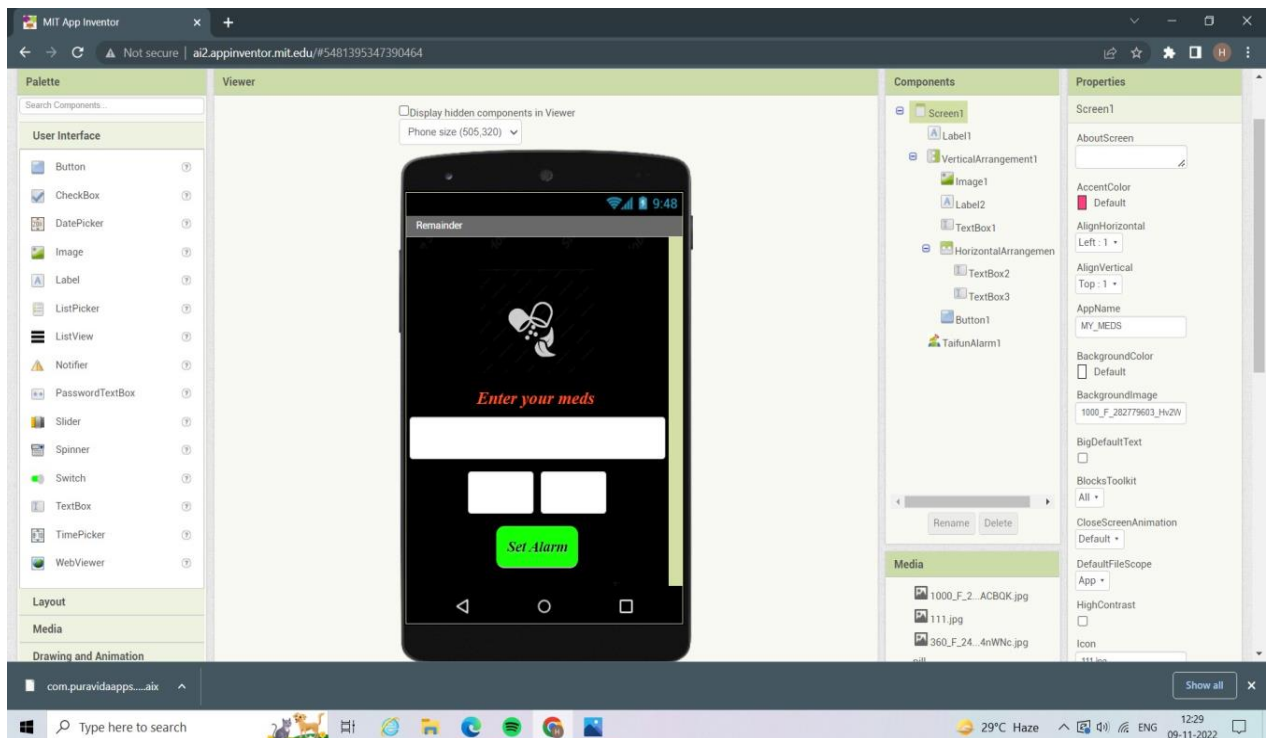 MIT App Inventor
Not secure | ai2.appinventor.mit.edu/#5481395347390464
H
Palette
Search Components...
User Interface
Button
CheckBox
DatePicker
Image
Label
ListPicker
ListView
Notifier
PasswordTextBox
Slider
Spinner
Switch
TextBox
TimePicker
WebViewer
Layout
Media
Drawing and Animation
Viewer
Display hidden components in Viewer
Phone size (505,320)
9:48
Remainder
Enter your meds
Set Alarm
Components
Screen1
Label1
VerticalArrangement1
Image1
Label2
TextBox1
HorizontalArrangemen
TextBox2
TextBox3
Button1
TaifunAlarm1
Rename Delete
Media
1000_F_2...ACBQK.jpg
111.jpg
360_F_24...4nWNc.jpg
Properties
Screen1
AboutScreen
AccentColor
Default
AlignHorizontal
Left : 1
AlignVertical
Top : 1
AppName
MY_MEDS
BackgroundColor
Default
BackgroundImage
1000_F_282779603_Hv2W
BigDefaultText
BlocksToolkit
All
CloseScreenAnimation
Default
DefaultFileScope
App
HighContrast
Icon
com.puravidaapps.....aix
Show all
Type here to search
29°C Haze
ENG
12:29
09-11-2022